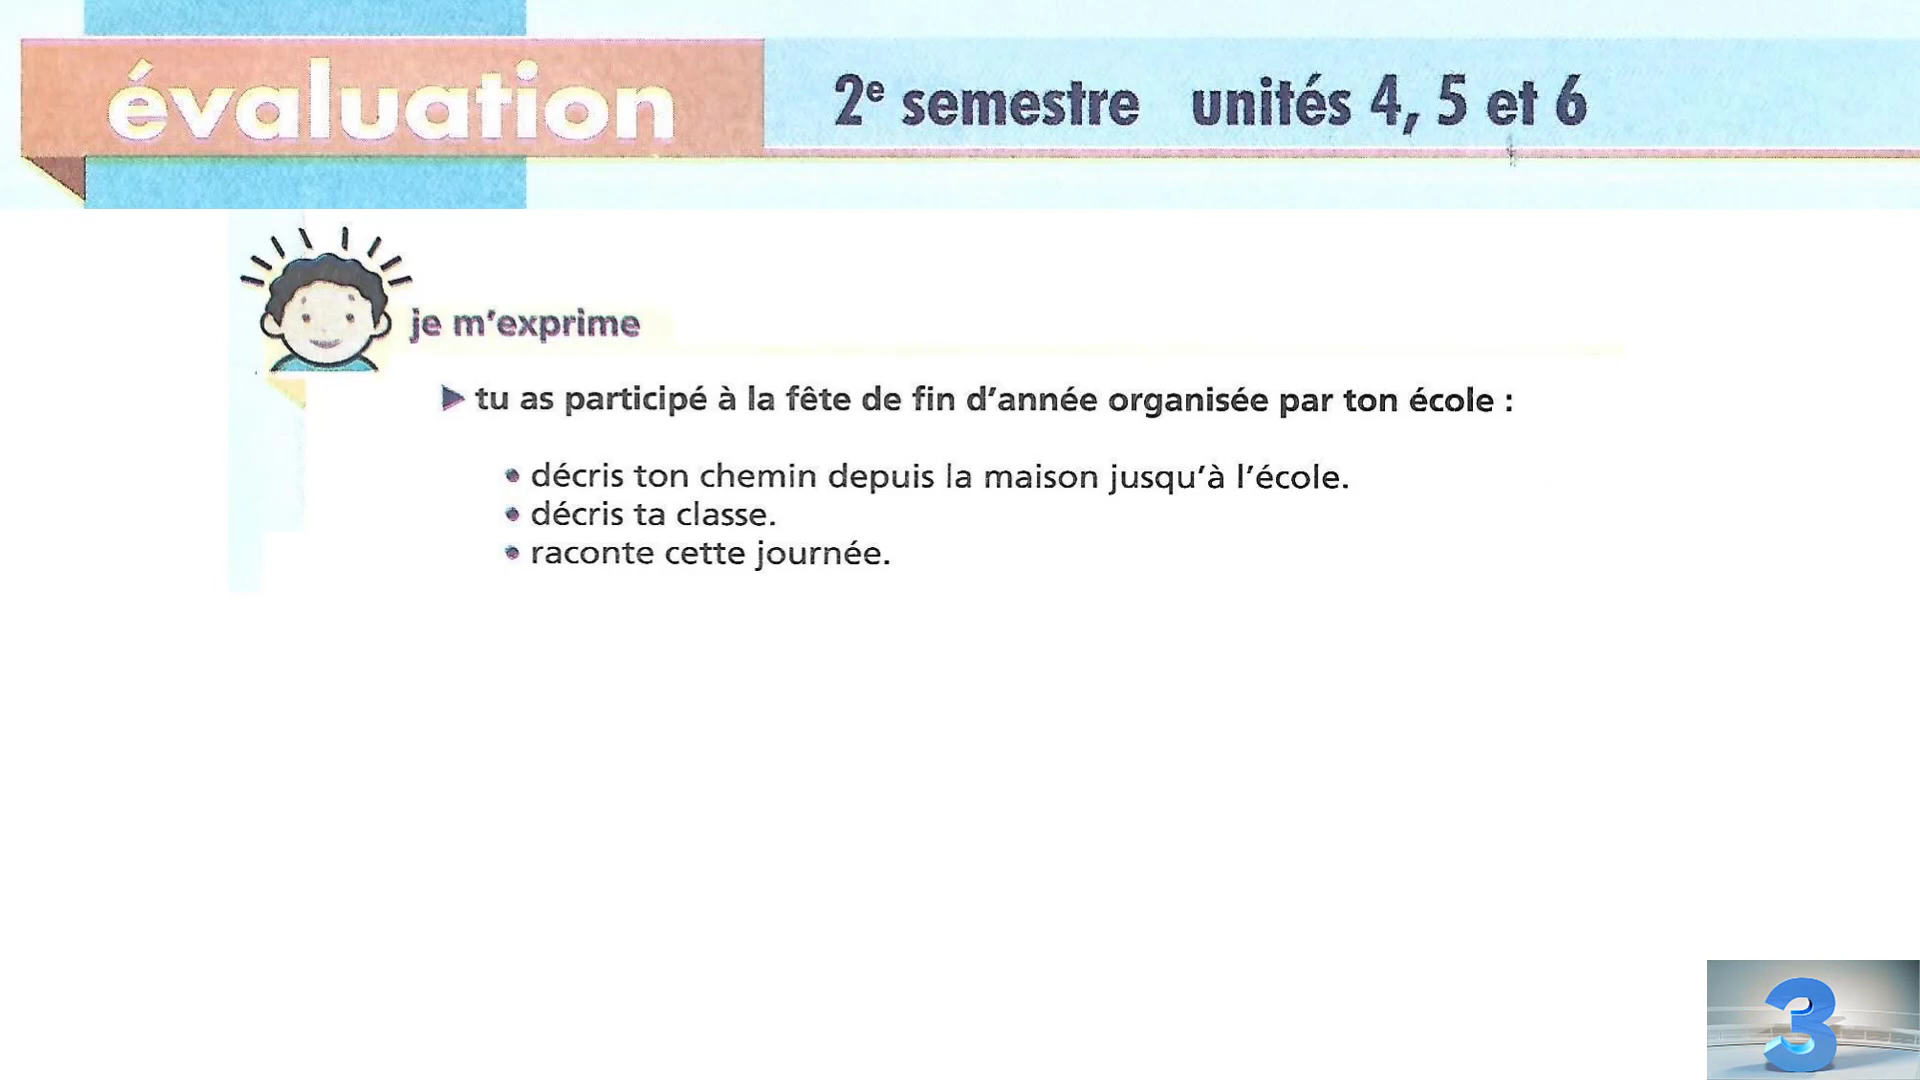 évaluation 2e semestre unités 4, 5 et 6
je m'exprime
▶ tu as participé à la fête de fin d'année organisée par ton école :
• décris ton chemin depuis la maison jusqu'à l'école.
• décris ta classe.
• raconte cette journée.
3